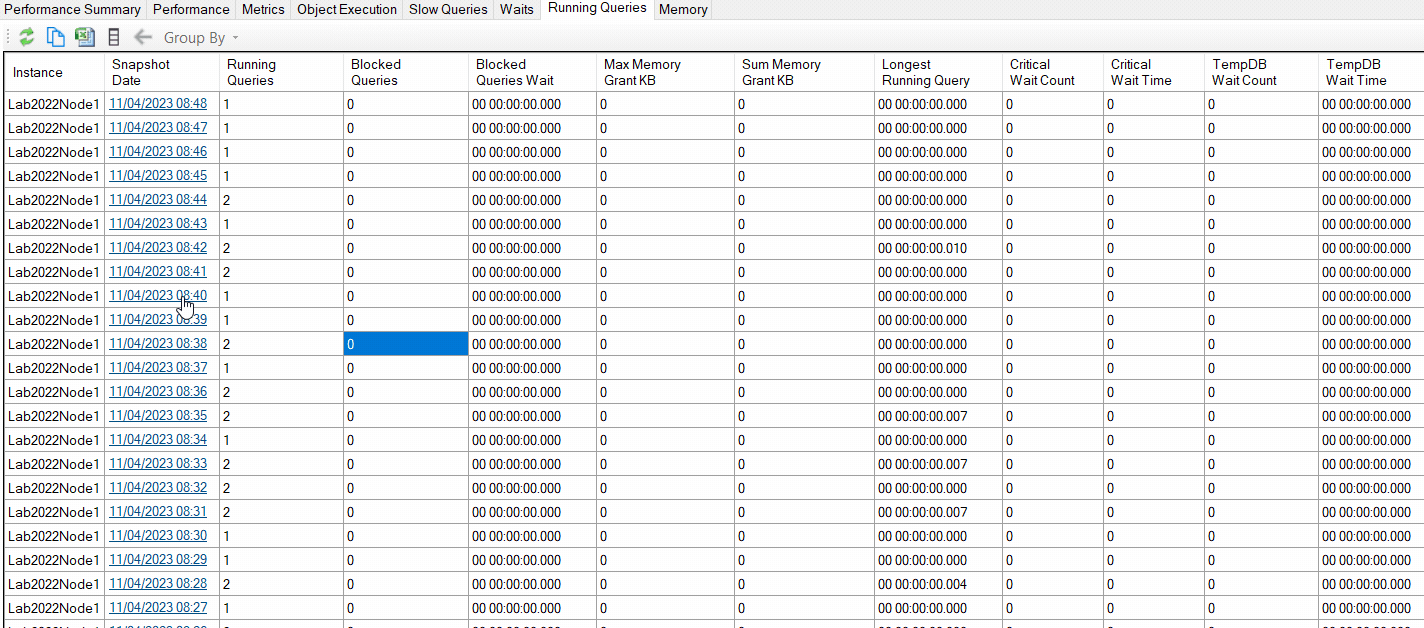 Performance Summary Performance Metrics Object Execution Slow Queries Waits Running Queries Memory
Group By
Instance Snapshot Date Running Queries Blocked Queries Blocked Queries Wait Max Memory Grant KB Sum Memory Grant KB Longest Running Query Critical Wait Count Critical Wait Time TempDB Wait Count TempDB Wait Time
Lab2022Node1 11/04/2023 08:48 1 0 00 00:00:00.000 0 0 00 00:00:00.000 0 0 0 00 00:00:00.000
Lab2022Node1 11/04/2023 08:47 1 0 00 00:00:00.000 0 0 00 00:00:00.000 0 0 0 00 00:00:00.000
Lab2022Node1 11/04/2023 08:46 1 0 00 00:00:00.000 0 0 00 00:00:00.000 0 0 0 00 00:00:00.000
Lab2022Node1 11/04/2023 08:45 1 0 00 00:00:00.000 0 0 00 00:00:00.000 0 0 0 00 00:00:00.000
Lab2022Node1 11/04/2023 08:44 2 0 00 00:00:00.000 0 0 00 00:00:00.000 0 0 0 00 00:00:00.000
Lab2022Node1 11/04/2023 08:43 1 0 00 00:00:00.000 0 0 00 00:00:00.000 0 0 0 00 00:00:00.000
Lab2022Node1 11/04/2023 08:42 2 0 00 00:00:00.000 0 0 00 00:00:00.010 0 0 0 00 00:00:00.000
Lab2022Node1 11/04/2023 08:41 2 0 00 00:00:00.000 0 0 00 00:00:00.000 0 0 0 00 00:00:00.000
Lab2022Node1 11/04/2023 08:40 1 0 00 00:00:00.000 0 0 00 00:00:00.000 0 0 0 00 00:00:00.000
Lab2022Node1 11/04/2023 08:39 1 0 00 00:00:00.000 0 0 00 00:00:00.000 0 0 0 00 00:00:00.000
Lab2022Node1 11/04/2023 08:38 2 0 00 00:00:00.000 0 0 00 00:00:00.000 0 0 0 00 00:00:00.000
Lab2022Node1 11/04/2023 08:37 1 0 00 00:00:00.000 0 0 00 00:00:00.000 0 0 0 00 00:00:00.000
Lab2022Node1 11/04/2023 08:36 2 0 00 00:00:00.000 0 0 00 00:00:00.000 0 0 0 00 00:00:00.000
Lab2022Node1 11/04/2023 08:35 2 0 00 00:00:00.000 0 0 00 00:00:00.007 0 0 0 00 00:00:00.000
Lab2022Node1 11/04/2023 08:34 1 0 00 00:00:00.000 0 0 00 00:00:00.000 0 0 0 00 00:00:00.000
Lab2022Node1 11/04/2023 08:33 2 0 00 00:00:00.000 0 0 00 00:00:00.007 0 0 0 00 00:00:00.000
Lab2022Node1 11/04/2023 08:32 2 0 00 00:00:00.000 0 0 00 00:00:00.000 0 0 0 00 00:00:00.000
Lab2022Node1 11/04/2023 08:31 2 0 00 00:00:00.000 0 0 00 00:00:00.007 0 0 0 00 00:00:00.000
Lab2022Node1 11/04/2023 08:30 1 0 00 00:00:00.000 0 0 00 00:00:00.000 0 0 0 00 00:00:00.000
Lab2022Node1 11/04/2023 08:29 1 0 00 00:00:00.000 0 0 00 00:00:00.000 0 0 0 00 00:00:00.000
Lab2022Node1 11/04/2023 08:28 2 0 00 00:00:00.000 0 0 00 00:00:00.004 0 0 0 00 00:00:00.000
Lab2022Node1 11/04/2023 08:27 1 0 00 00:00:00.000 0 0 00 00:00:00.000 0 0 0 00 00:00:00.000